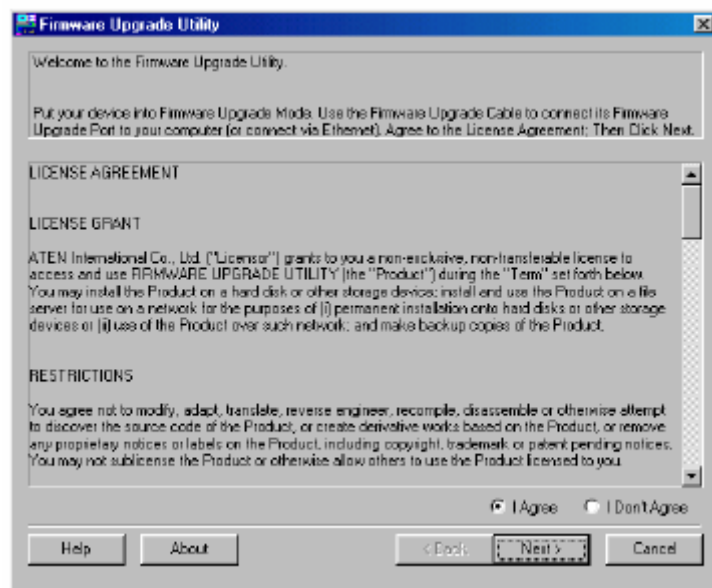 Firmware Upgrade Utility
Welcome to the Firmware Upgrade Utility.
Put your device into Firmware Upgrade Mode. Use the Firmware Upgrade Cable to connect its Firmware
Upgrade Port to your computer (or connect via Ethernet). Agree to the License Agreement; Then Click Next.
LICENSE AGREEMENT
LICENSE GRANT
ATEN International Co., Ltd. ("Licensor") grants to you a non-exclusive, non-transferable license to
access and use FIRMWARE UPGRADE UTILITY (the "Product") during the "Term" set forth below.
You may install the Product on a hard disk or other storage device; install and use the Product on a file
server for use on a network for the purposes of (i) permanent installation onto hard disks or other storage
devices or (ii) use of the Product over such network; and make backup copies of the Product.
RESTRICTIONS
You agree not to modify, adapt, translate, reverse engineer, recompile, disassemble or otherwise attempt
to discover the source code of the Product, or create derivative works based on the Product, or remove
any proprietary notices or labels on the Product, including copyright, trademark or patent pending notices.
You may not sublicense the Product or otherwise allow others to use the Product licensed to you.
I Agree I Don't Agree
Help About < Back Next > Cancel